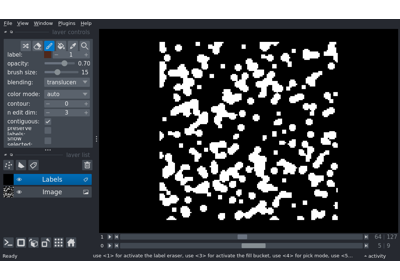 File View Window Plugins Help
layer controls
label: 1
opacity: 0.70
brush size: 15
blending: translucen
color mode: auto
contour: 0
n edit dim: 3
contiguous:
preserve labels:
show selected:
layer list
Labels
Image
1 64 127
0 5 9
Ready use <1> for activate the label eraser, use <3> for activate the fill bucket, use <4> for pick mode, use <5... activity